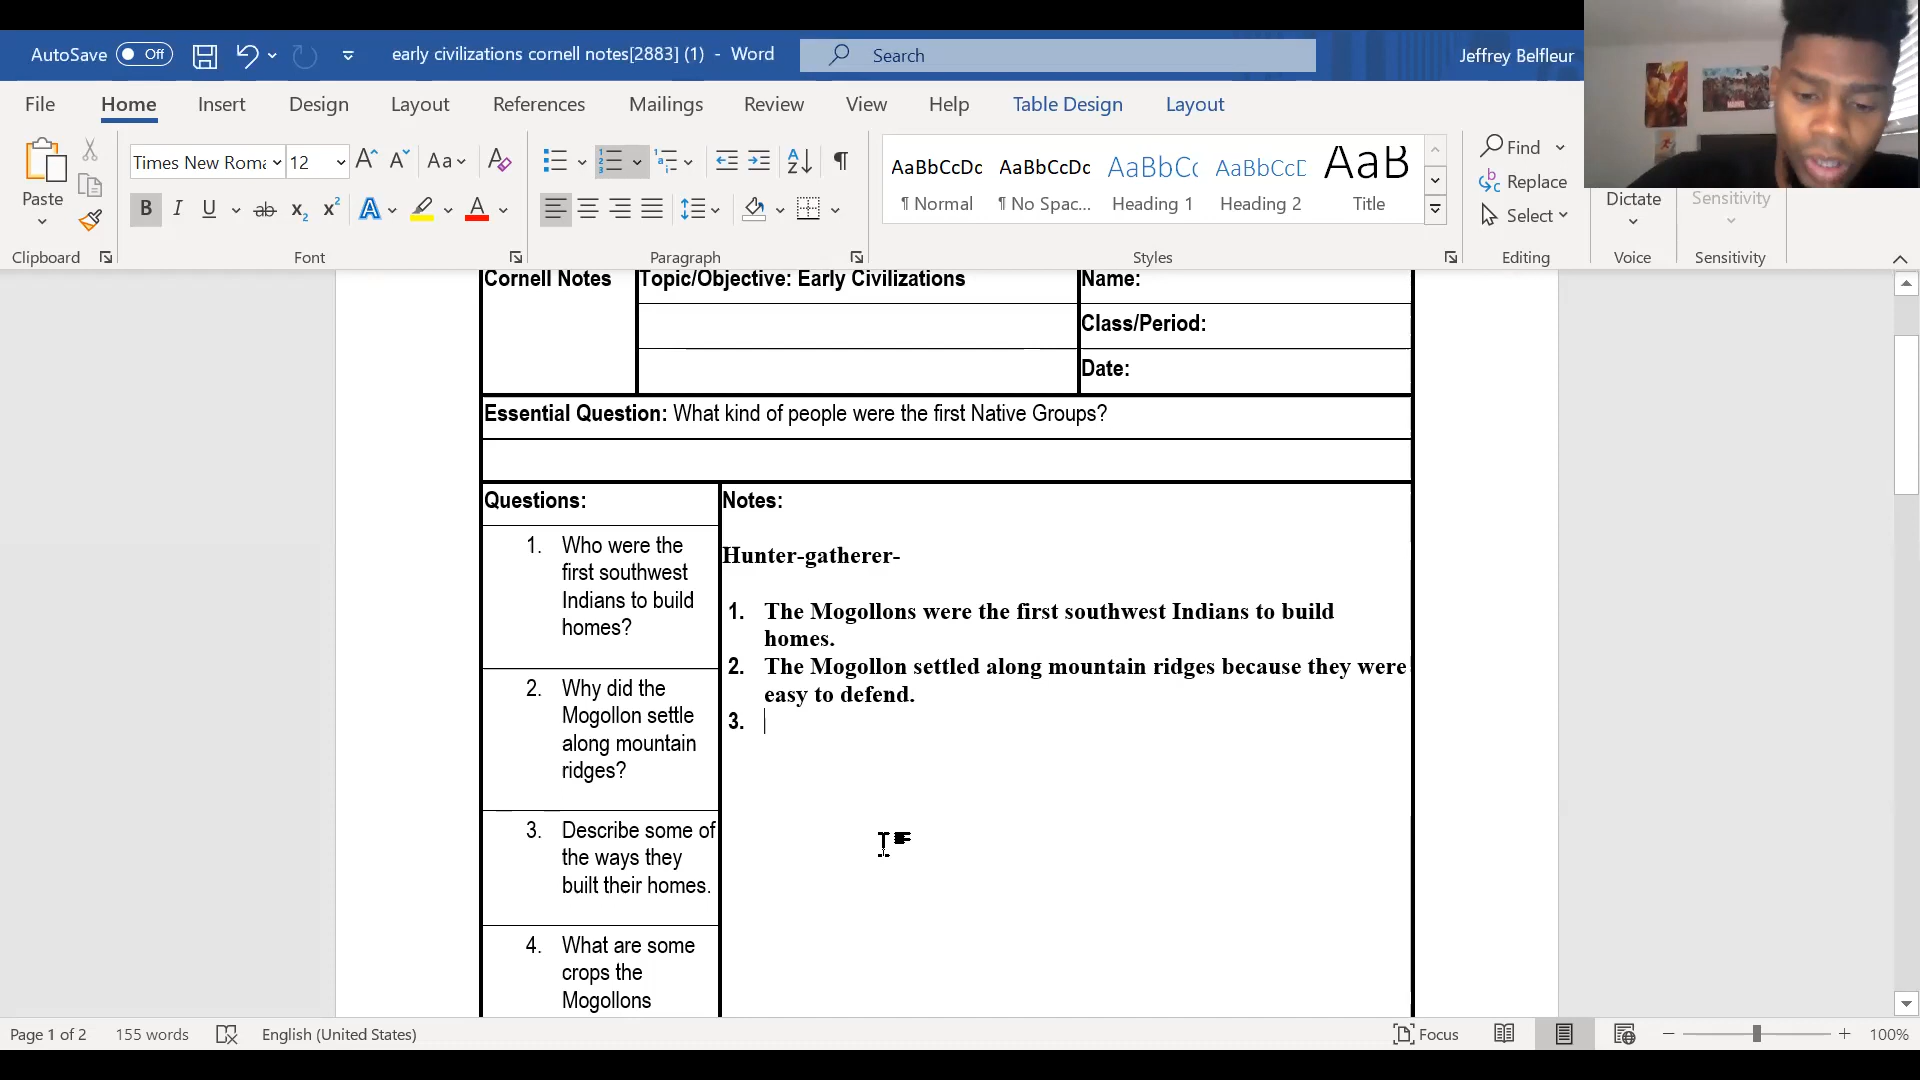 AutoSave Off early civilizations cornell notes[2883] (1) - Word Search Jeffrey Belfleur
File Home Insert Design Layout References Mailings Review View Help Table Design Layout
Times New Roma 12 Aa AaBbCcDc AaBbCcDc AaBbCc AaBbCcD AaB Find
Paste Normal No Spac... Heading 1 Heading 2 Title Replace
Select Dictate Sensitivity
Clipboard Font Paragraph Styles Editing Voice Sensitivity
Cornell Notes Topic/Objective: Early Civilizations Name:
Class/Period:
Date:
Essential Question: What kind of people were the first Native Groups?
Questions: Notes:
1. Who were the
first southwest
Indians to build
homes?
2. Why did the
Mogollon settle
along mountain
ridges?
3. Describe some of
the ways they
built their homes.
4. What are some
crops the
Mogollons
Hunter-gatherer-
1. The Mogollons were the first southwest Indians to build
homes.
2. The Mogollon settled along mountain ridges because they were
easy to defend.
3.
Page 1 of 2 155 words English (United States) Focus 100%